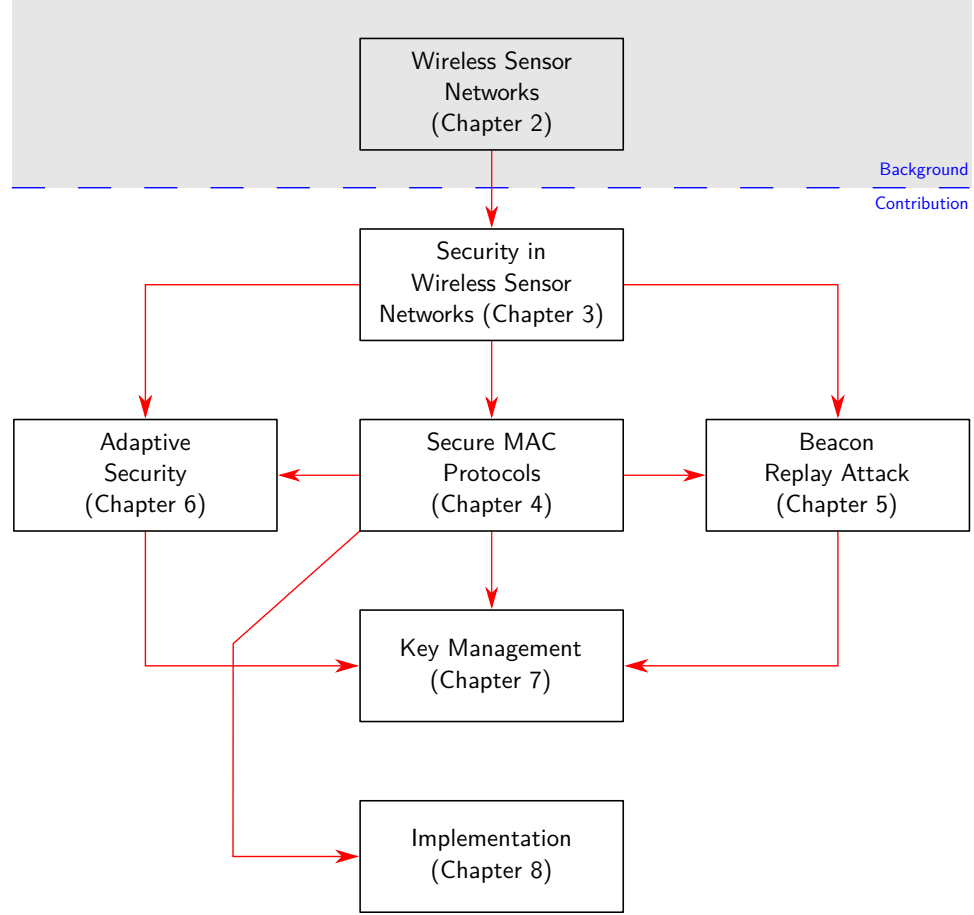 Wireless Sensor
Networks
(Chapter 2)
Background
Contribution
Security in
Wireless Sensor
Networks (Chapter 3)
Adaptive
Security
(Chapter 6)
Secure MAC
Protocols
(Chapter 4)
Beacon
Replay Attack
(Chapter 5)
Key Management
(Chapter 7)
Implementation
(Chapter 8)